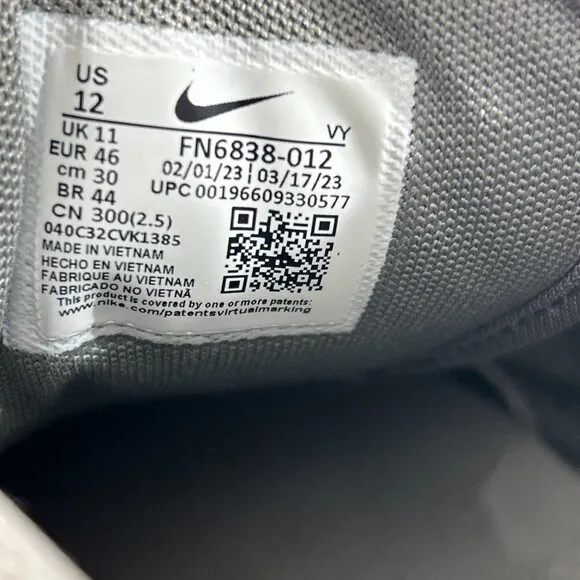 US
12
UK 11
EUR 46
cm 30
BR 44
CN 300(2.5)
040C32CVK1385
VY
FN6838-012
02/01/23 | 03/17/23
UPC 00196609330577
MADE IN VIETNAM
HECHO EN VIETNAM
FABRIQUE AU VIETNAM
FABRICADO NO VIETNÃ
This product is covered by one or more patents:
www.nike.com/patentsvirtualmarking